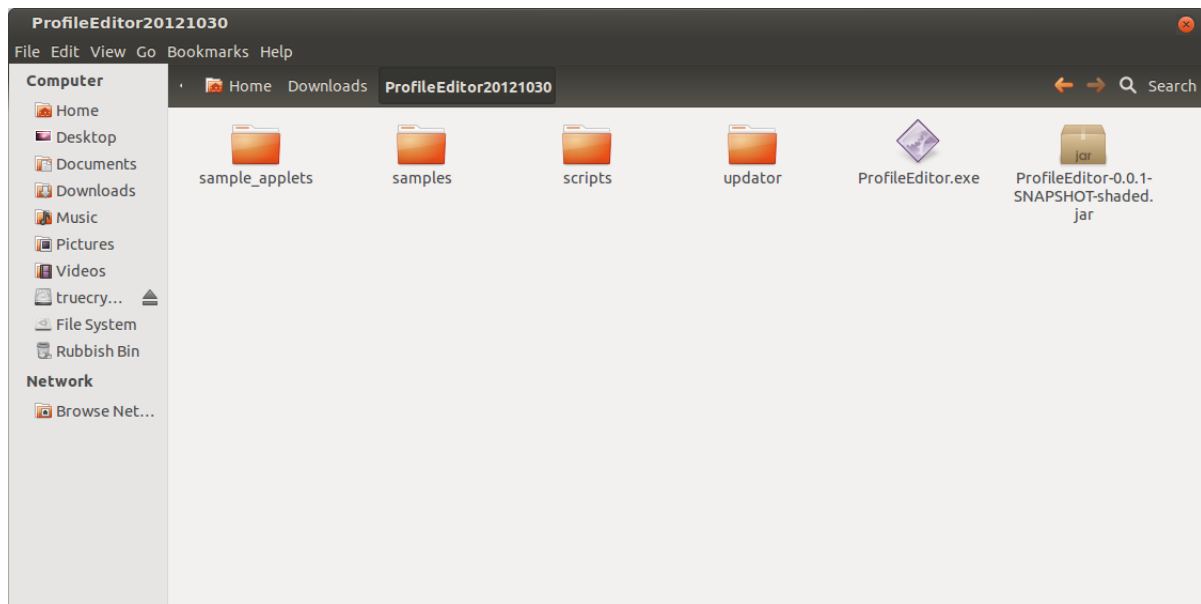 ProfileEditor20121030
File Edit View Go Bookmarks Help
Computer
Home
Desktop
Documents
Downloads
Music
Pictures
Videos
truecry...
File System
Rubbish Bin
Network
Browse Net...
Home Downloads ProfileEditor20121030
Search
sample_applets
samples
scripts
updator
ProfileEditor.exe
jar
ProfileEditor-0.0.1-
SNAPSHOT-shaded.
jar